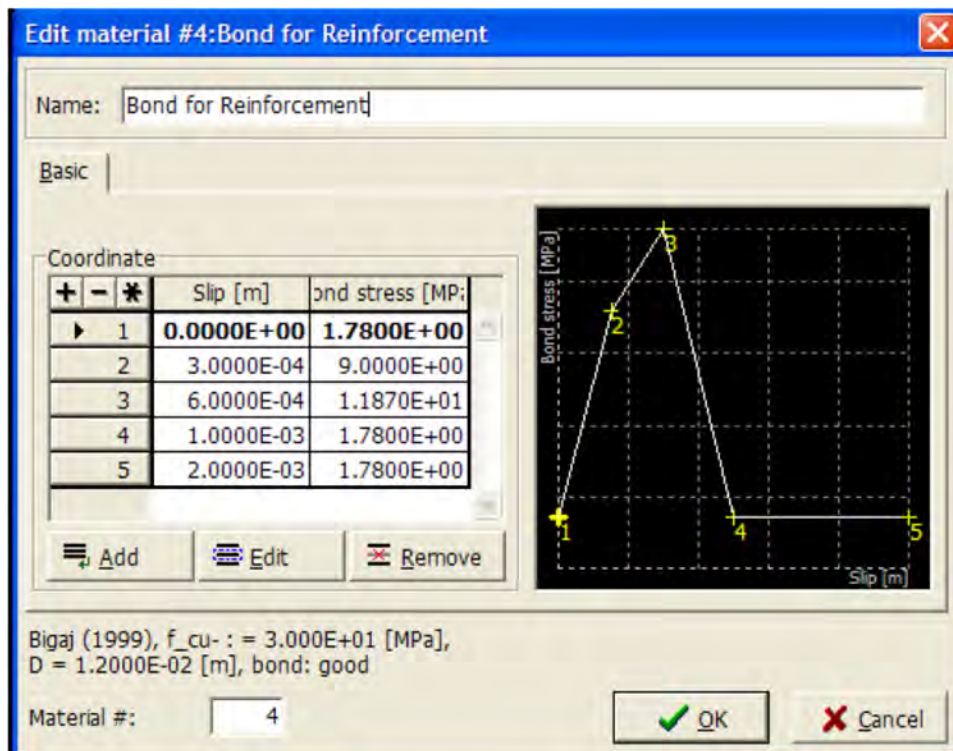 Edit material #4:Bond for Reinforcement
Name: Bond for Reinforcement
Basic
Coordinate
+ - * Slip [m] ond stress [MPa
1 0.0000E+00 1.7800E+00
2 3.0000E-04 9.0000E+00
3 6.0000E-04 1.1870E+01
4 1.0000E-03 1.7800E+00
5 2.0000E-03 1.7800E+00
Add Edit Remove
Bond stress [MPa]
3
2
1 4 5
Slip [m]
Bigaj (1999), f_cu- : = 3.000E+01 [MPa],
D = 1.2000E-02 [m], bond: good
Material #: 4 OK Cancel